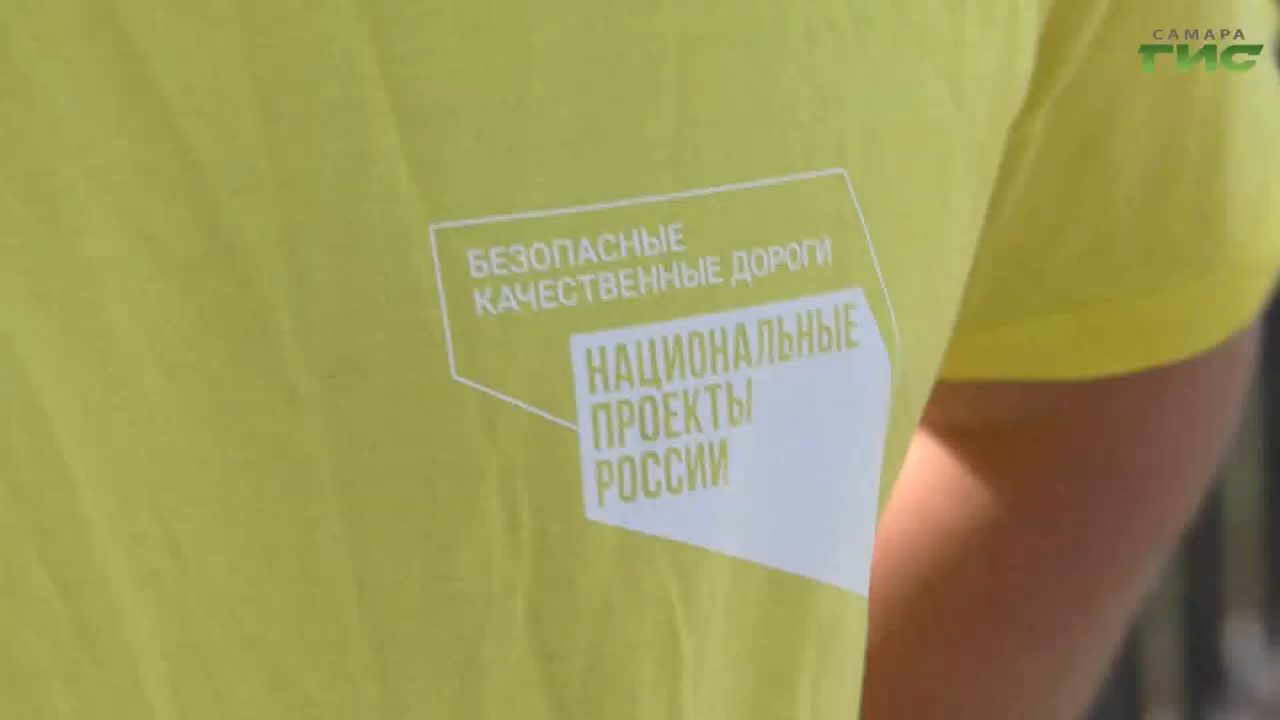 САМАРА
ГИС
БЕЗОПАСНЫЕ
КАЧЕСТВЕННЫЕ ДОРОГИ
НАЦИОНАЛЬНЫЕ
ПРОЕКТЫ
РОССИИ